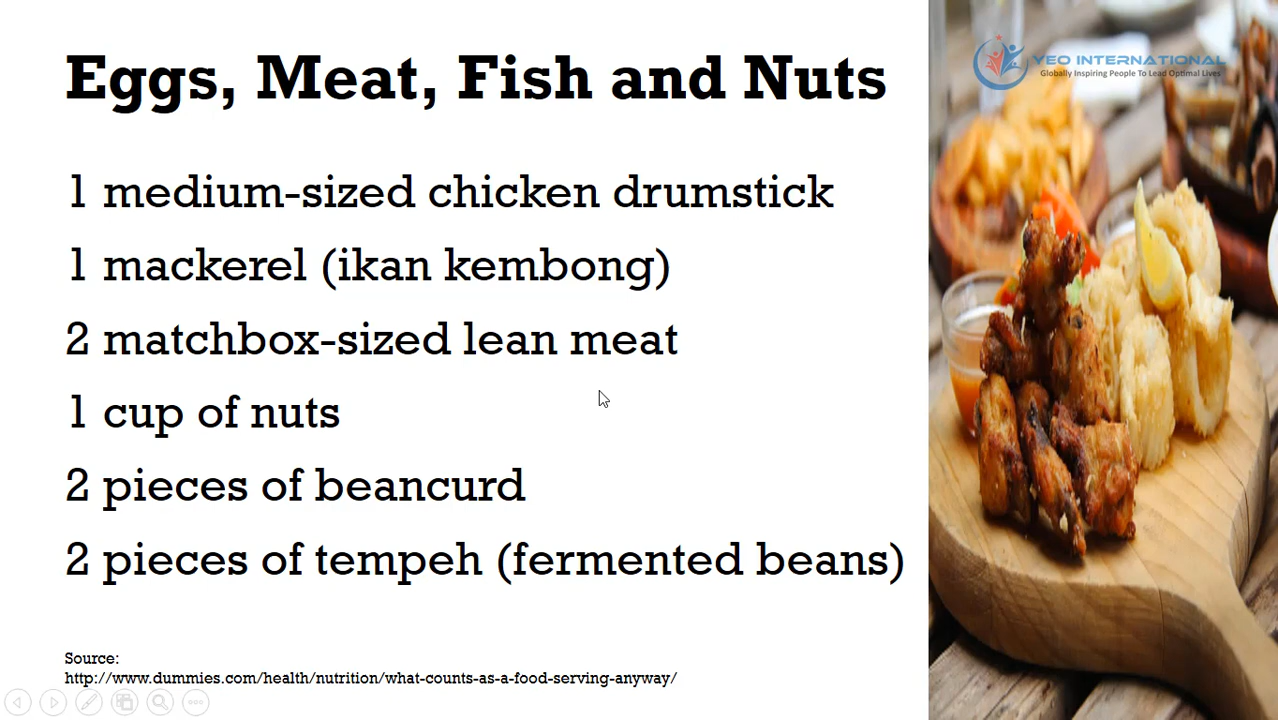 Eggs, Meat, Fish and Nuts
YEO INTERNATIONAL
Globally Inspiring People To Lead Optimal Lives
1 medium-sized chicken drumstick
1 mackerel (ikan kembong)
2 matchbox-sized lean meat
1 cup of nuts
2 pieces of beancurd
2 pieces of tempeh (fermented beans)
Source:
http://www.dummies.com/health/nutrition/what-counts-as-a-food-serving-anyway/